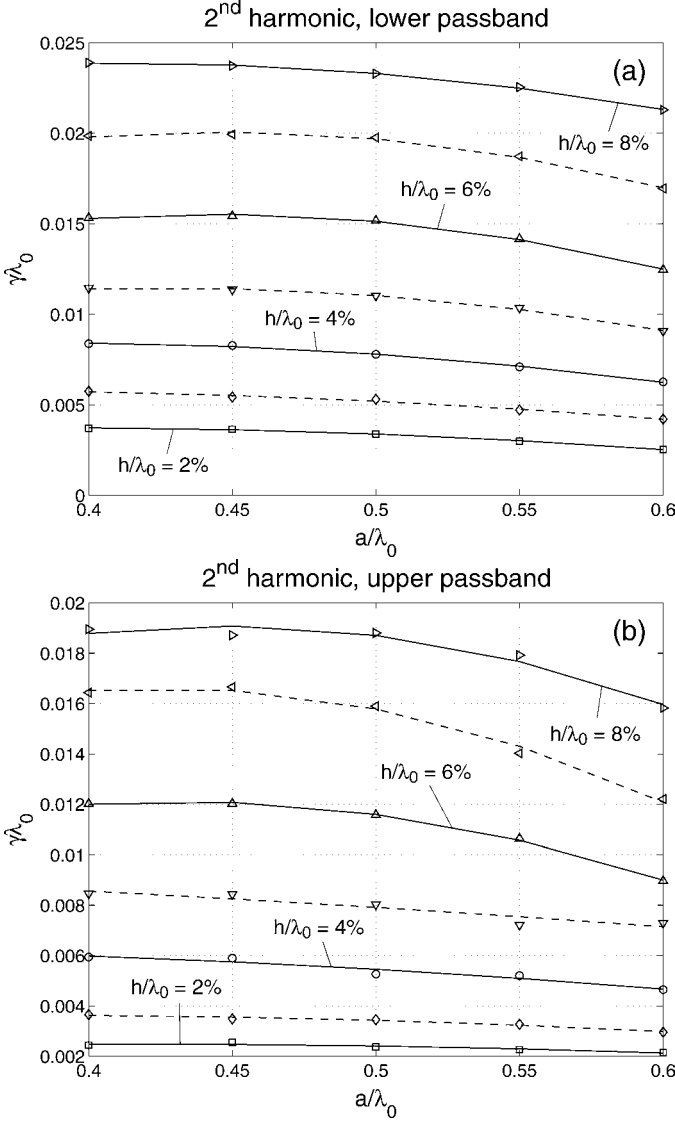 2nd harmonic, lower passband
0.025
(a)
0.02
h/λ0 = 8%
h/λ0 = 6%
0.015
γλ0
0.01
h/λ0 = 4%
0.005
h/λ0 = 2%
0
0.4 0.45 0.5 0.55 0.6
a/λ0
2nd harmonic, upper passband
0.02
(b)
0.018
0.016
h/λ0 = 8%
0.014
h/λ0 = 6%
0.012
γλ0
0.01
0.008
h/λ0 = 4%
0.006
h/λ0 = 2%
0.004
0.002
0.4 0.45 0.5 0.55 0.6
a/λ0